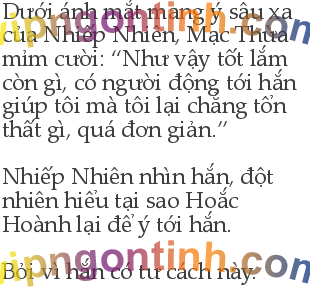 Dưới ánh mắt mang ý sâu xa
của Nhiếp Nhiên, Mạc Thừa
mỉm cười: “Như vậy tốt lắm
còn gì, có người động tới hắn
giúp tôi mà tôi lại chẳng tổn
thất gì, quá đơn giản.”
Nhiếp Nhiên nhìn hắn, đột
nhiên hiểu tại sao Hoắc
Hoành lại để ý tới hắn.
vipngontinh.com
Bởi vì hắn có tư cách này.